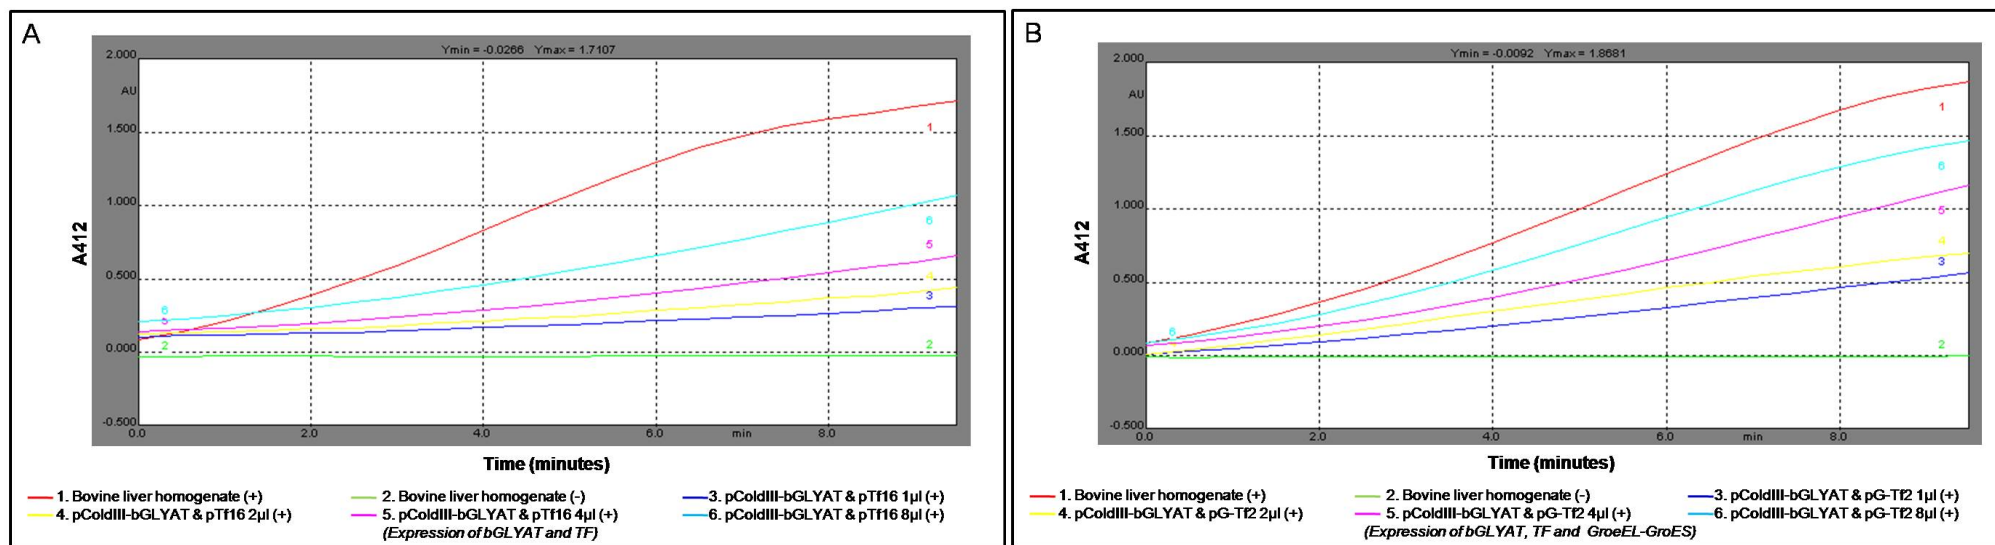 A
Ymin = -0.0266 Ymax = 1.7107
2.000
AU
1.500
1.000
0.500
0.000
-0.500
A412
1
6
5
4
3
2
6
5
2
0.0 2.0 4.0 6.0 min 8.0
Time (minutes)
1. Bovine liver homogenate (+) 2. Bovine liver homogenate (-) 3. pColdIII-bGLYAT & pTf16 1µl (+)
4. pColdIII-bGLYAT & pTf16 2µl (+) 5. pColdIII-bGLYAT & pTf16 4µl (+) 6. pColdIII-bGLYAT & pTf16 8µl (+)
(Expression of bGLYAT and TF)
B
Ymin = -0.0092 Ymax = 1.8681
2.000
AU
1.500
1.000
0.500
0.000
-0.500
A412
1
6
5
4
3
2
6
0.0 2.0 4.0 6.0 min 8.0
Time (minutes)
1. Bovine liver homogenate (+) 2. Bovine liver homogenate (-) 3. pColdIII-bGLYAT & pG-Tf2 1µl (+)
4. pColdIII-bGLYAT & pG-Tf2 2µl (+) 5. pColdIII-bGLYAT & pG-Tf2 4µl (+) 6. pColdIII-bGLYAT & pG-Tf2 8µl (+)
(Expression of bGLYAT, TF and GroeEL-GroES)